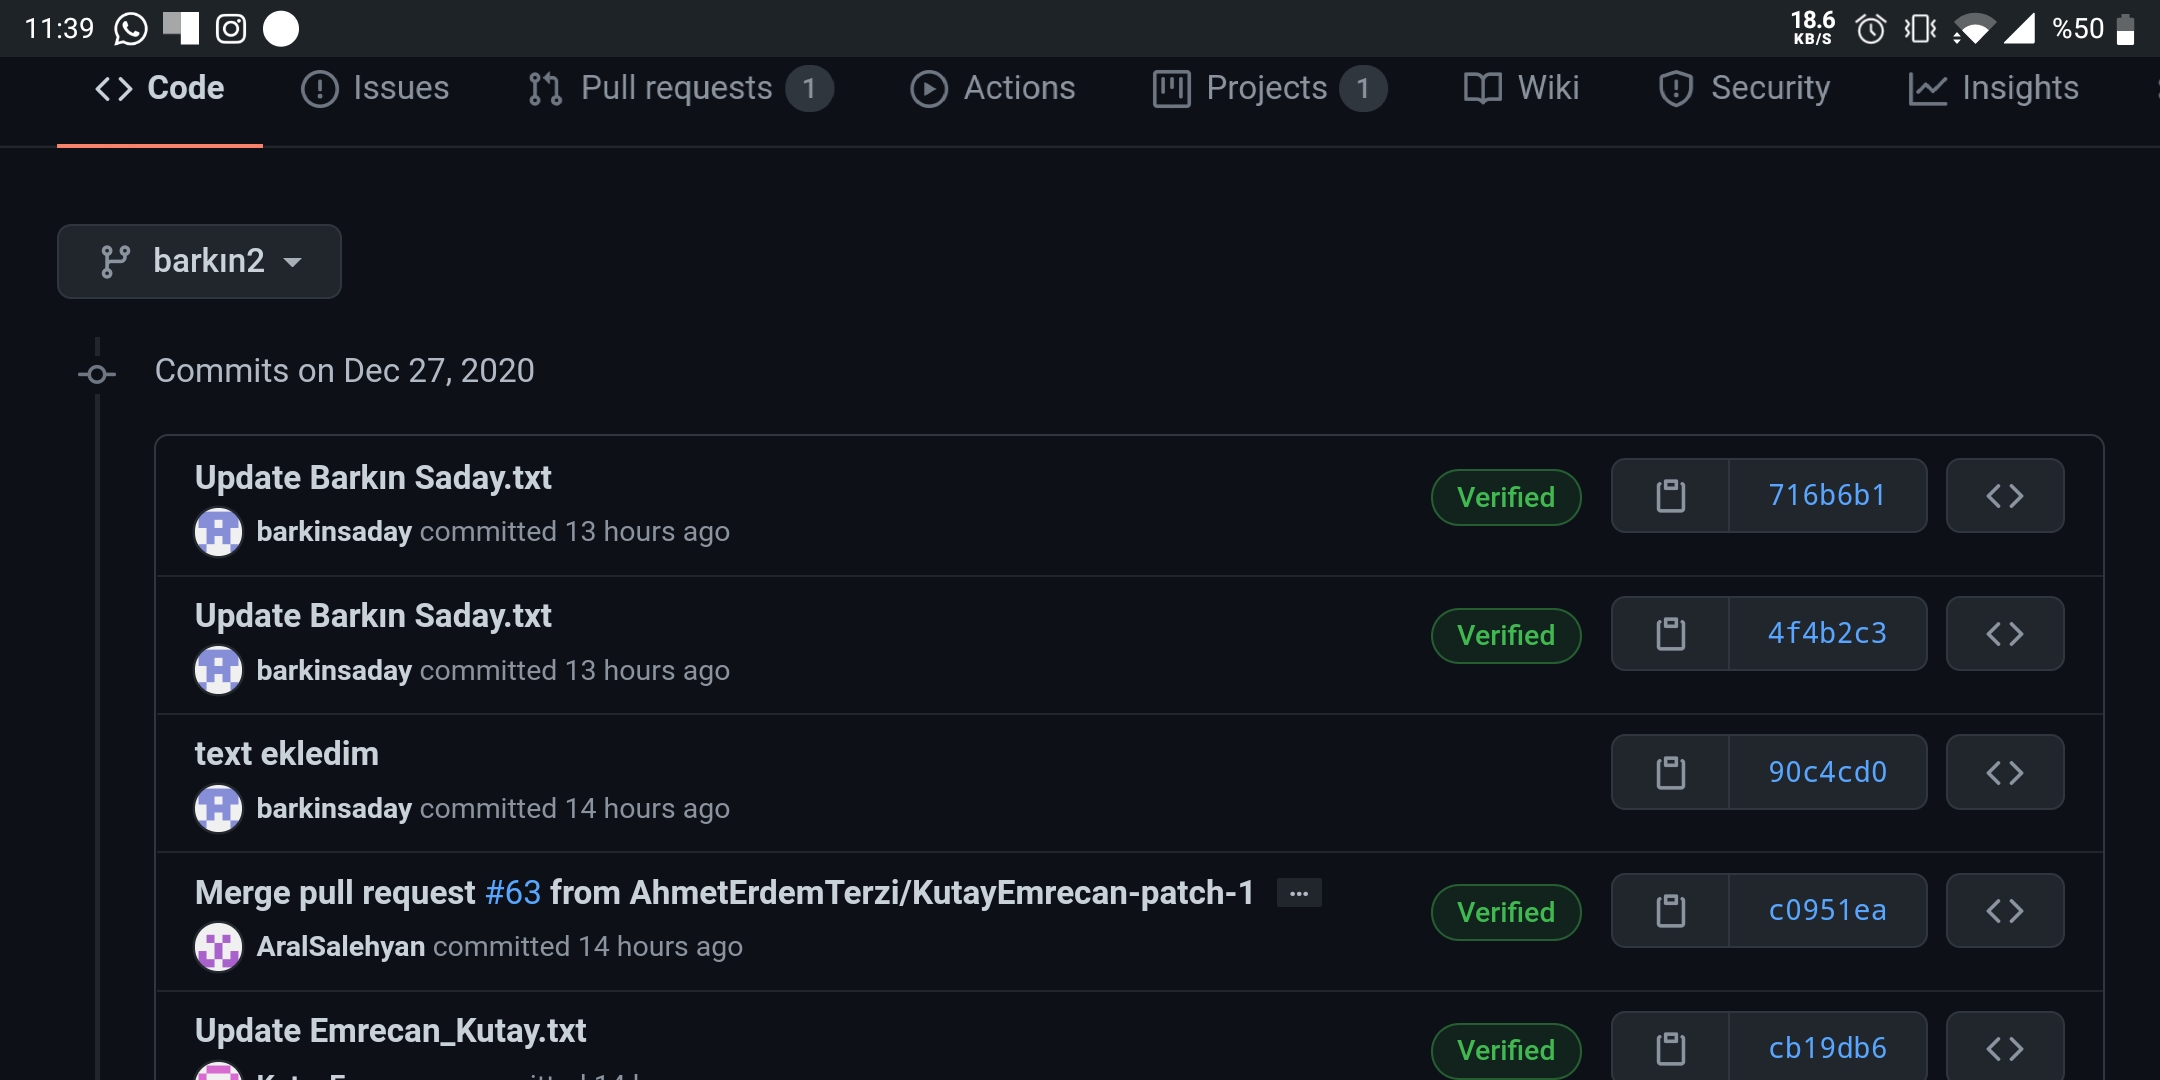 11:39 18.6 KB/S %50
Code Issues Pull requests 1 Actions Projects 1 Wiki Security Insights
barkın2
Commits on Dec 27, 2020
Update Barkın Saday.txt
barkinsaday committed 13 hours ago
Verified 716b6b1
Update Barkın Saday.txt
barkinsaday committed 13 hours ago
Verified 4f4b2c3
text ekledim
barkinsaday committed 14 hours ago
90c4cd0
Merge pull request #63 from AhmetErdemTerzi/KutayEmrecan-patch-1 ...
AralSalehyan committed 14 hours ago
Verified c0951ea
Update Emrecan_Kutay.txt
Verified cb19db6